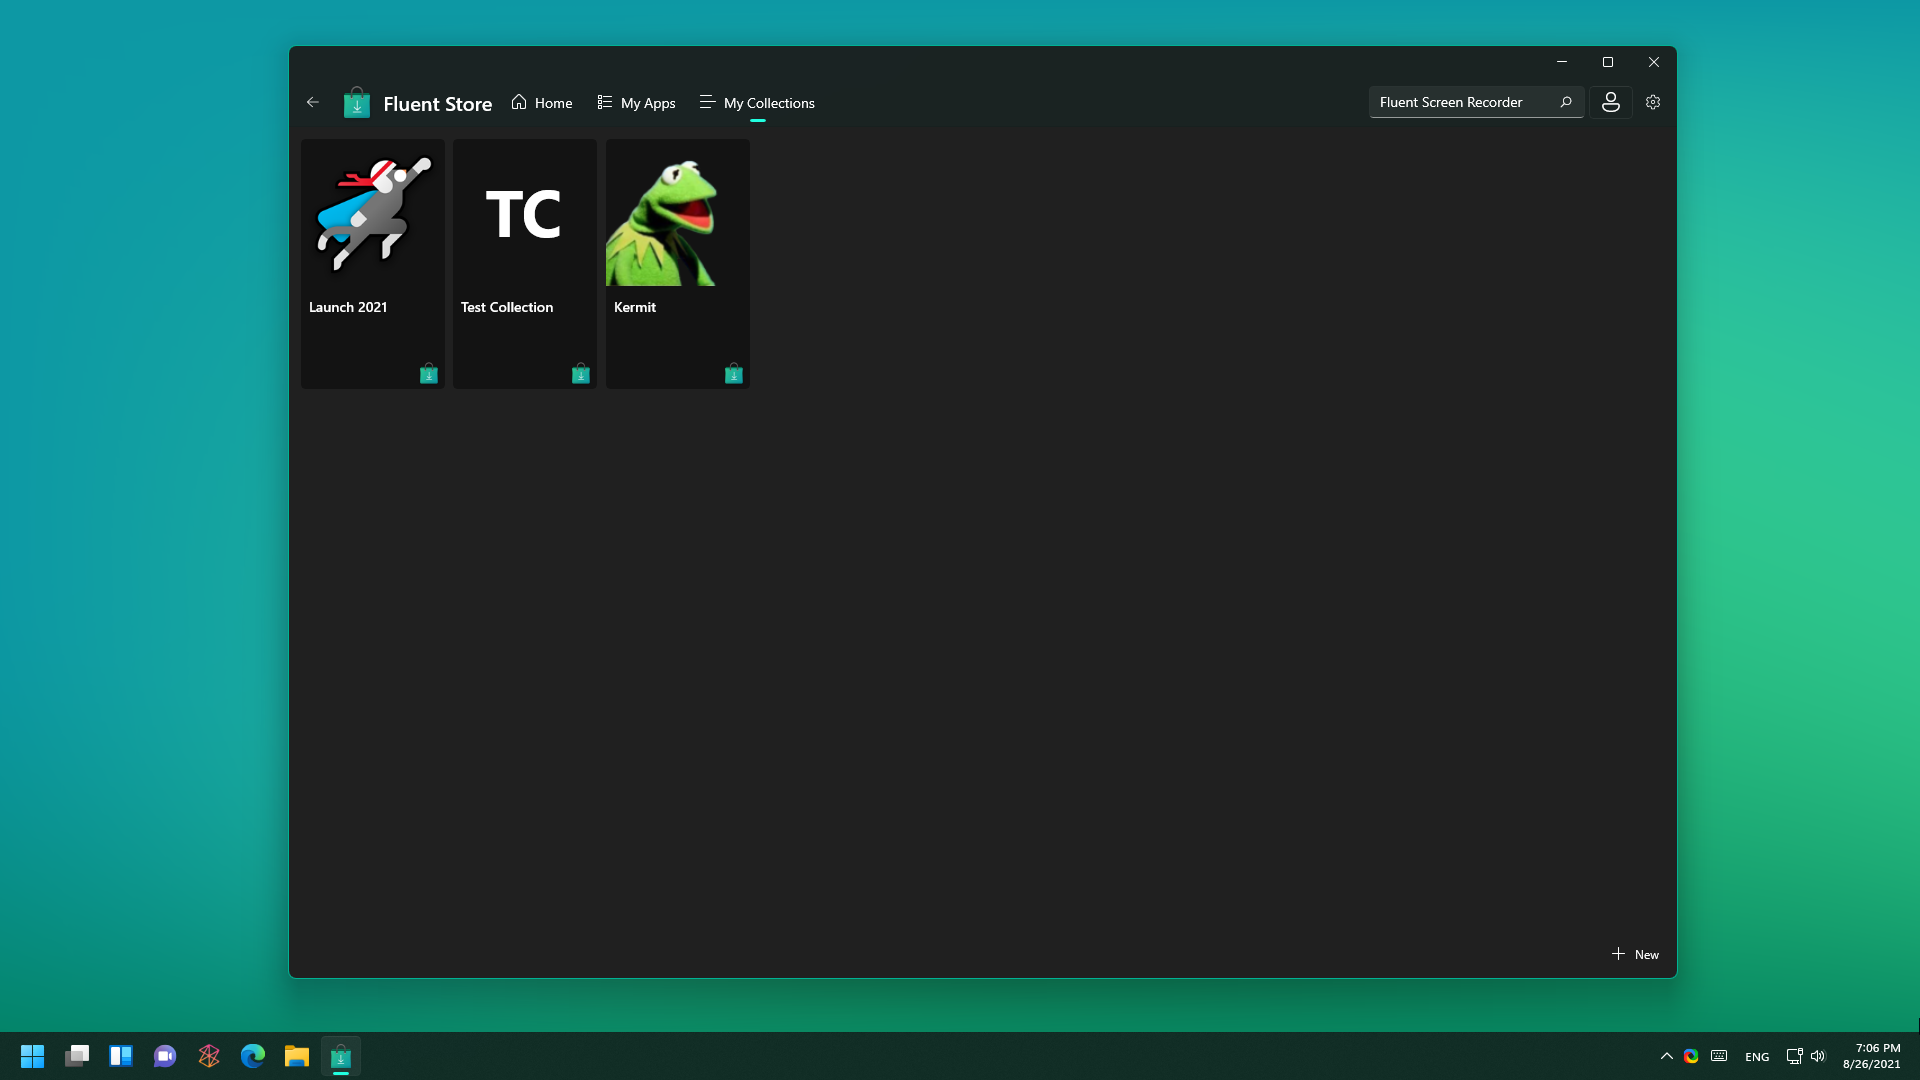 Fluent Store
Home
My Apps
My Collections
Fluent Screen Recorder
TC
Launch 2021
Test Collection
Kermit
New
ENG
7:06 PM
8/26/2021